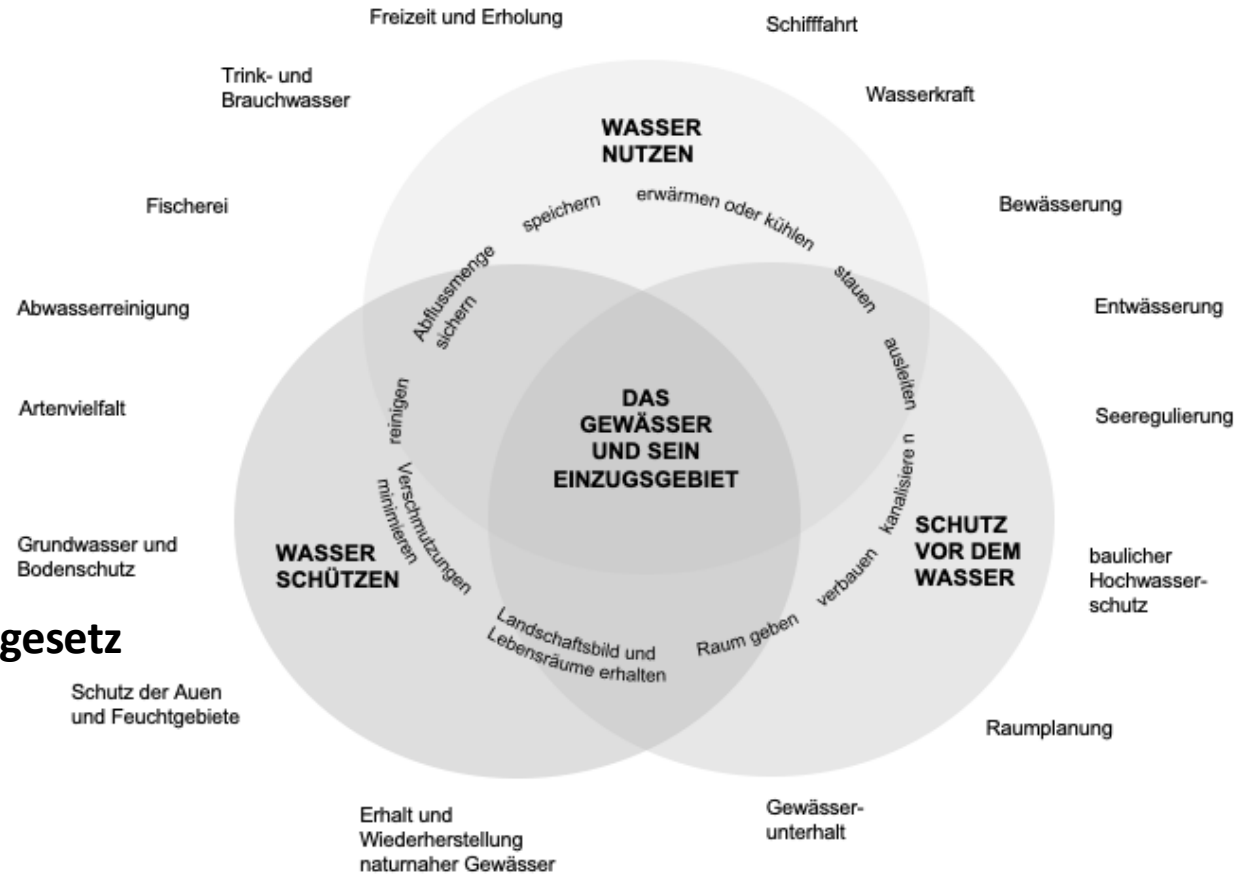 Freizeit und Erholung
Schifffahrt
Trink- und
Brauchwasser
Wasserkraft
WASSER
NUTZEN
Fischerei
speichern
erwärmen oder kühlen
Bewässerung
Abflussmenge
sichern
stauen
Abwasserreinigung
Entwässerung
ausleiten
Artenvielfalt
reinigen
DAS
GEWÄSSER
UND SEIN
EINZUGSGEBIET
Seeregulierung
kanalisiere n
Verschmutzungen
minimieren
Grundwasser und
Bodenschutz
WASSER
SCHÜTZEN
SCHUTZ
VOR DEM
WASSER
baulicher
Hochwasser-
schutz
verbauen
Raum geben
Landschaftsbild und
Lebensräume erhalten
gesetz
Schutz der Auen
und Feuchtgebiete
Raumplanung
Erhalt und
Wiederherstellung
naturnaher Gewässer
Gewässer-
unterhalt